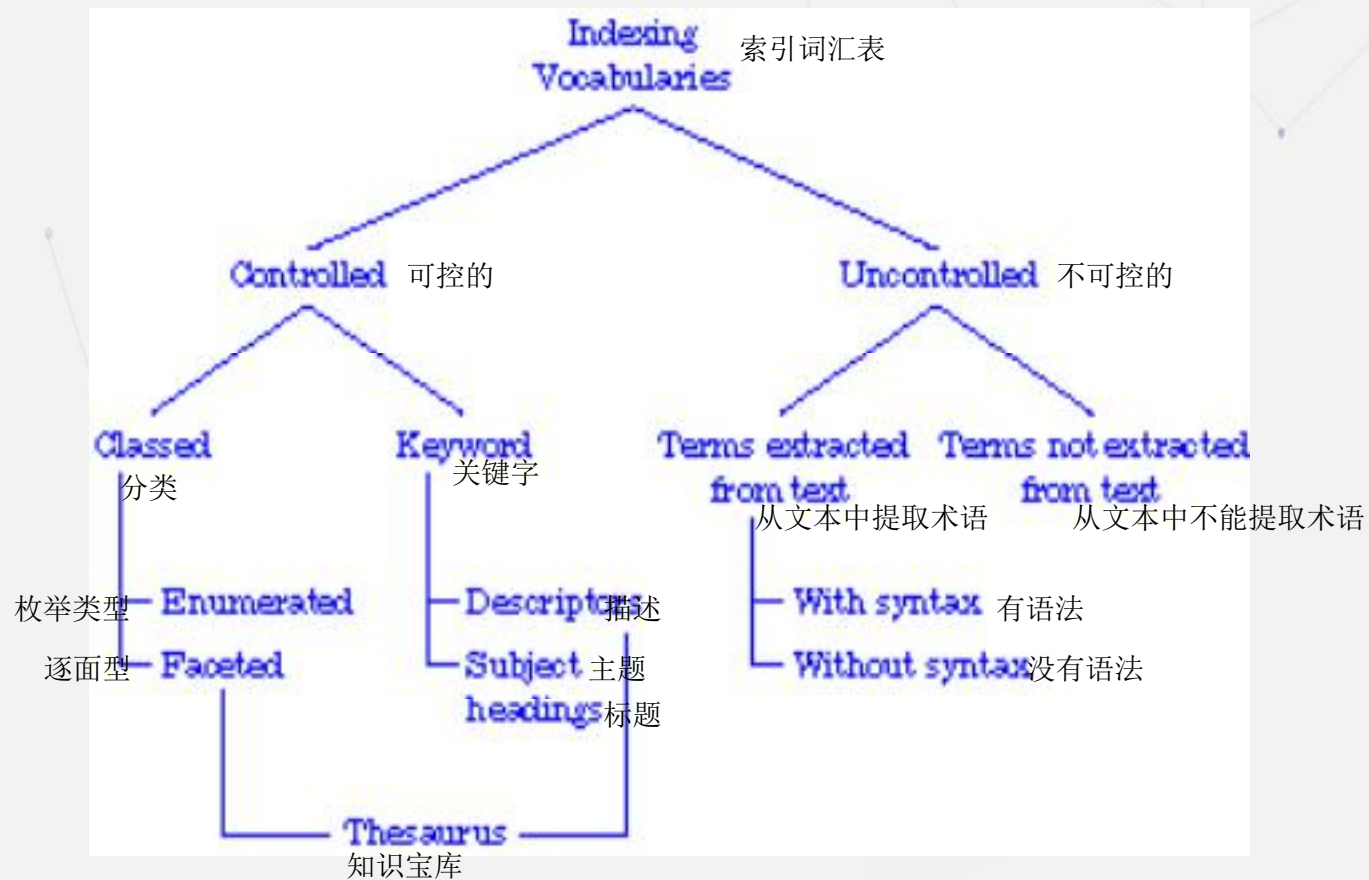 Indexing 索引词汇表
Vocabularies
Controlled 可控的
Uncontrolled 不可控的
Classed
分类
Keyword
关键字
Terms extracted
from text
从文本中提取术语
Terms not extracted
from text
从文本中不能提取术语
枚举类型 Enumerated
逐面型 Faceted
Descriptors 描述
Subject 主题
headings 标题
With syntax 有语法
Without syntax 没有语法
Thesaurus
知识宝库